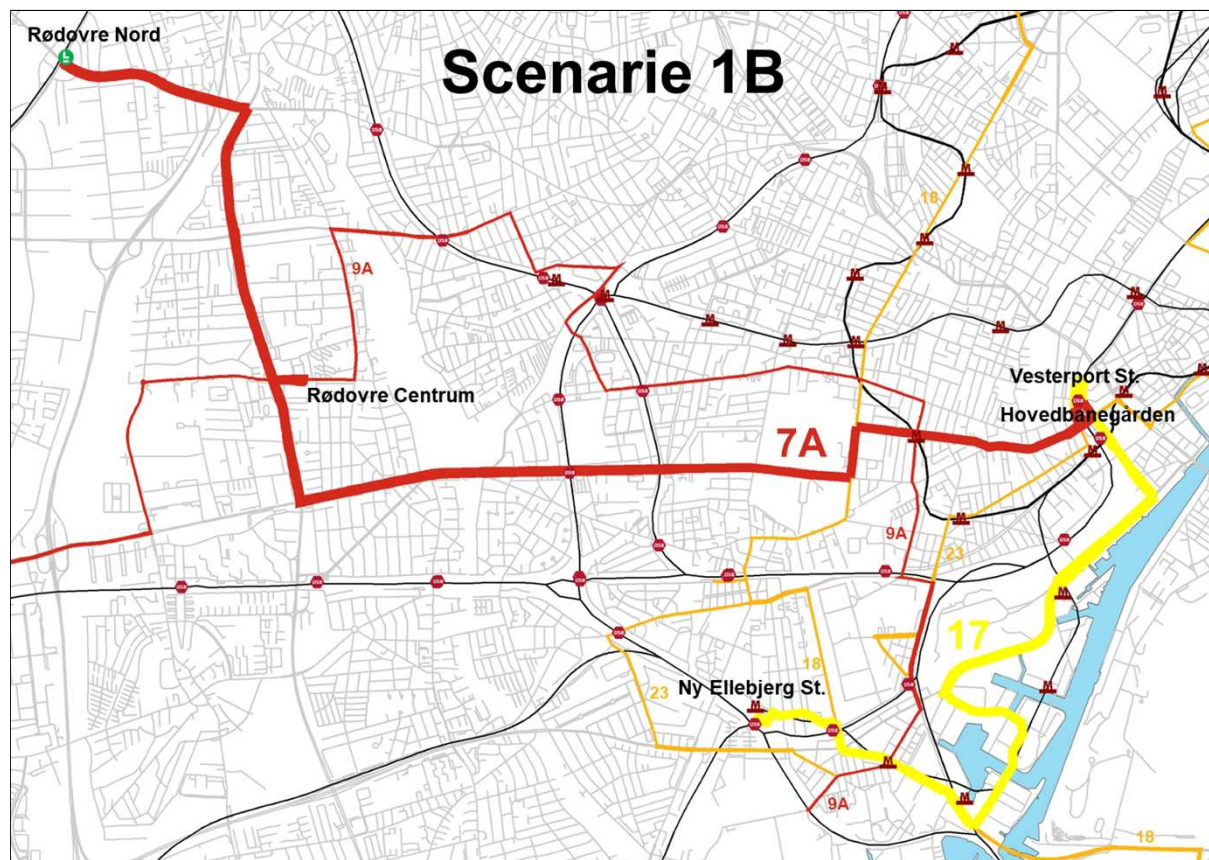 Rødovre Nord
Scenarie 1B
18
9A
Rødovre Centrum
Vesterport St.
Hovedbanegården
7A
9A
23
17
18
Ny Ellebjerg St.
23
9A
18